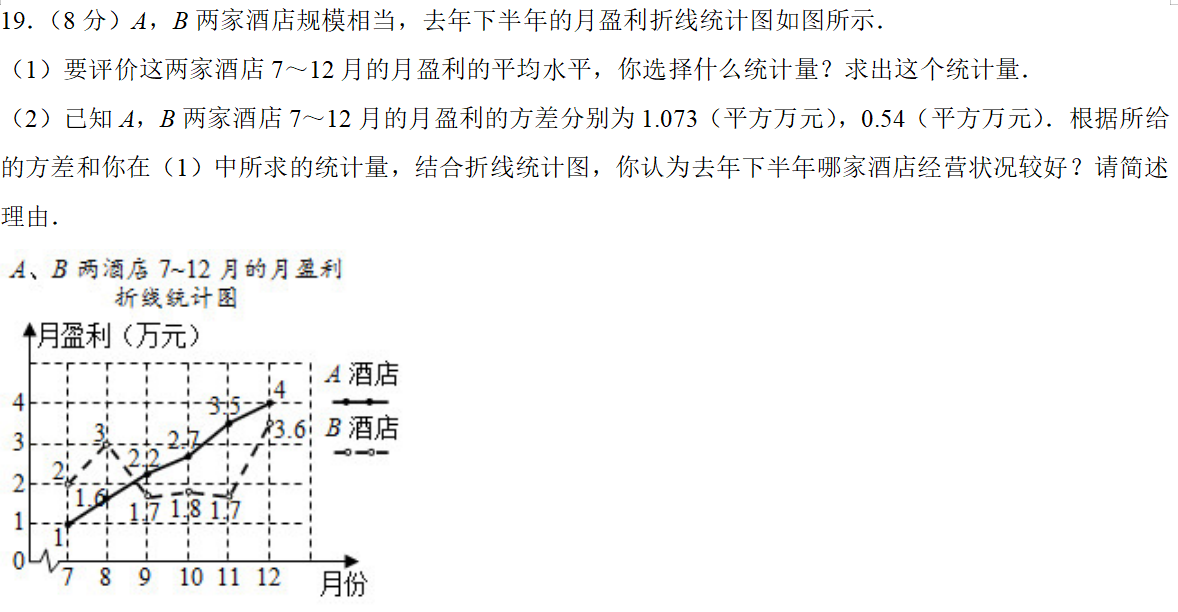 19.（8 分）A，B 两家酒店规模相当，去年下半年的月盈利折线统计图如图所示．
（1）要评价这两家酒店 7～12 月的月盈利的平均水平，你选择什么统计量？求出这个统计量．
（2）已知 A，B 两家酒店 7～12 月的月盈利的方差分别为 1.073（平方万元），0.54（平方万元）．根据所给
的方差和你在（1）中所求的统计量，结合折线统计图，你认为去年下半年哪家酒店经营状况较好？请简述
理由．
A、B 两酒店 7~12 月的月盈利
折线统计图
月盈利（万元）
A 酒店
B 酒店
4
3
2
1
0
1
1.6
2.2
2.7
3.5
4
2
3
1.7
1.8
1.7
3.6
7 8 9 10 11 12
月份